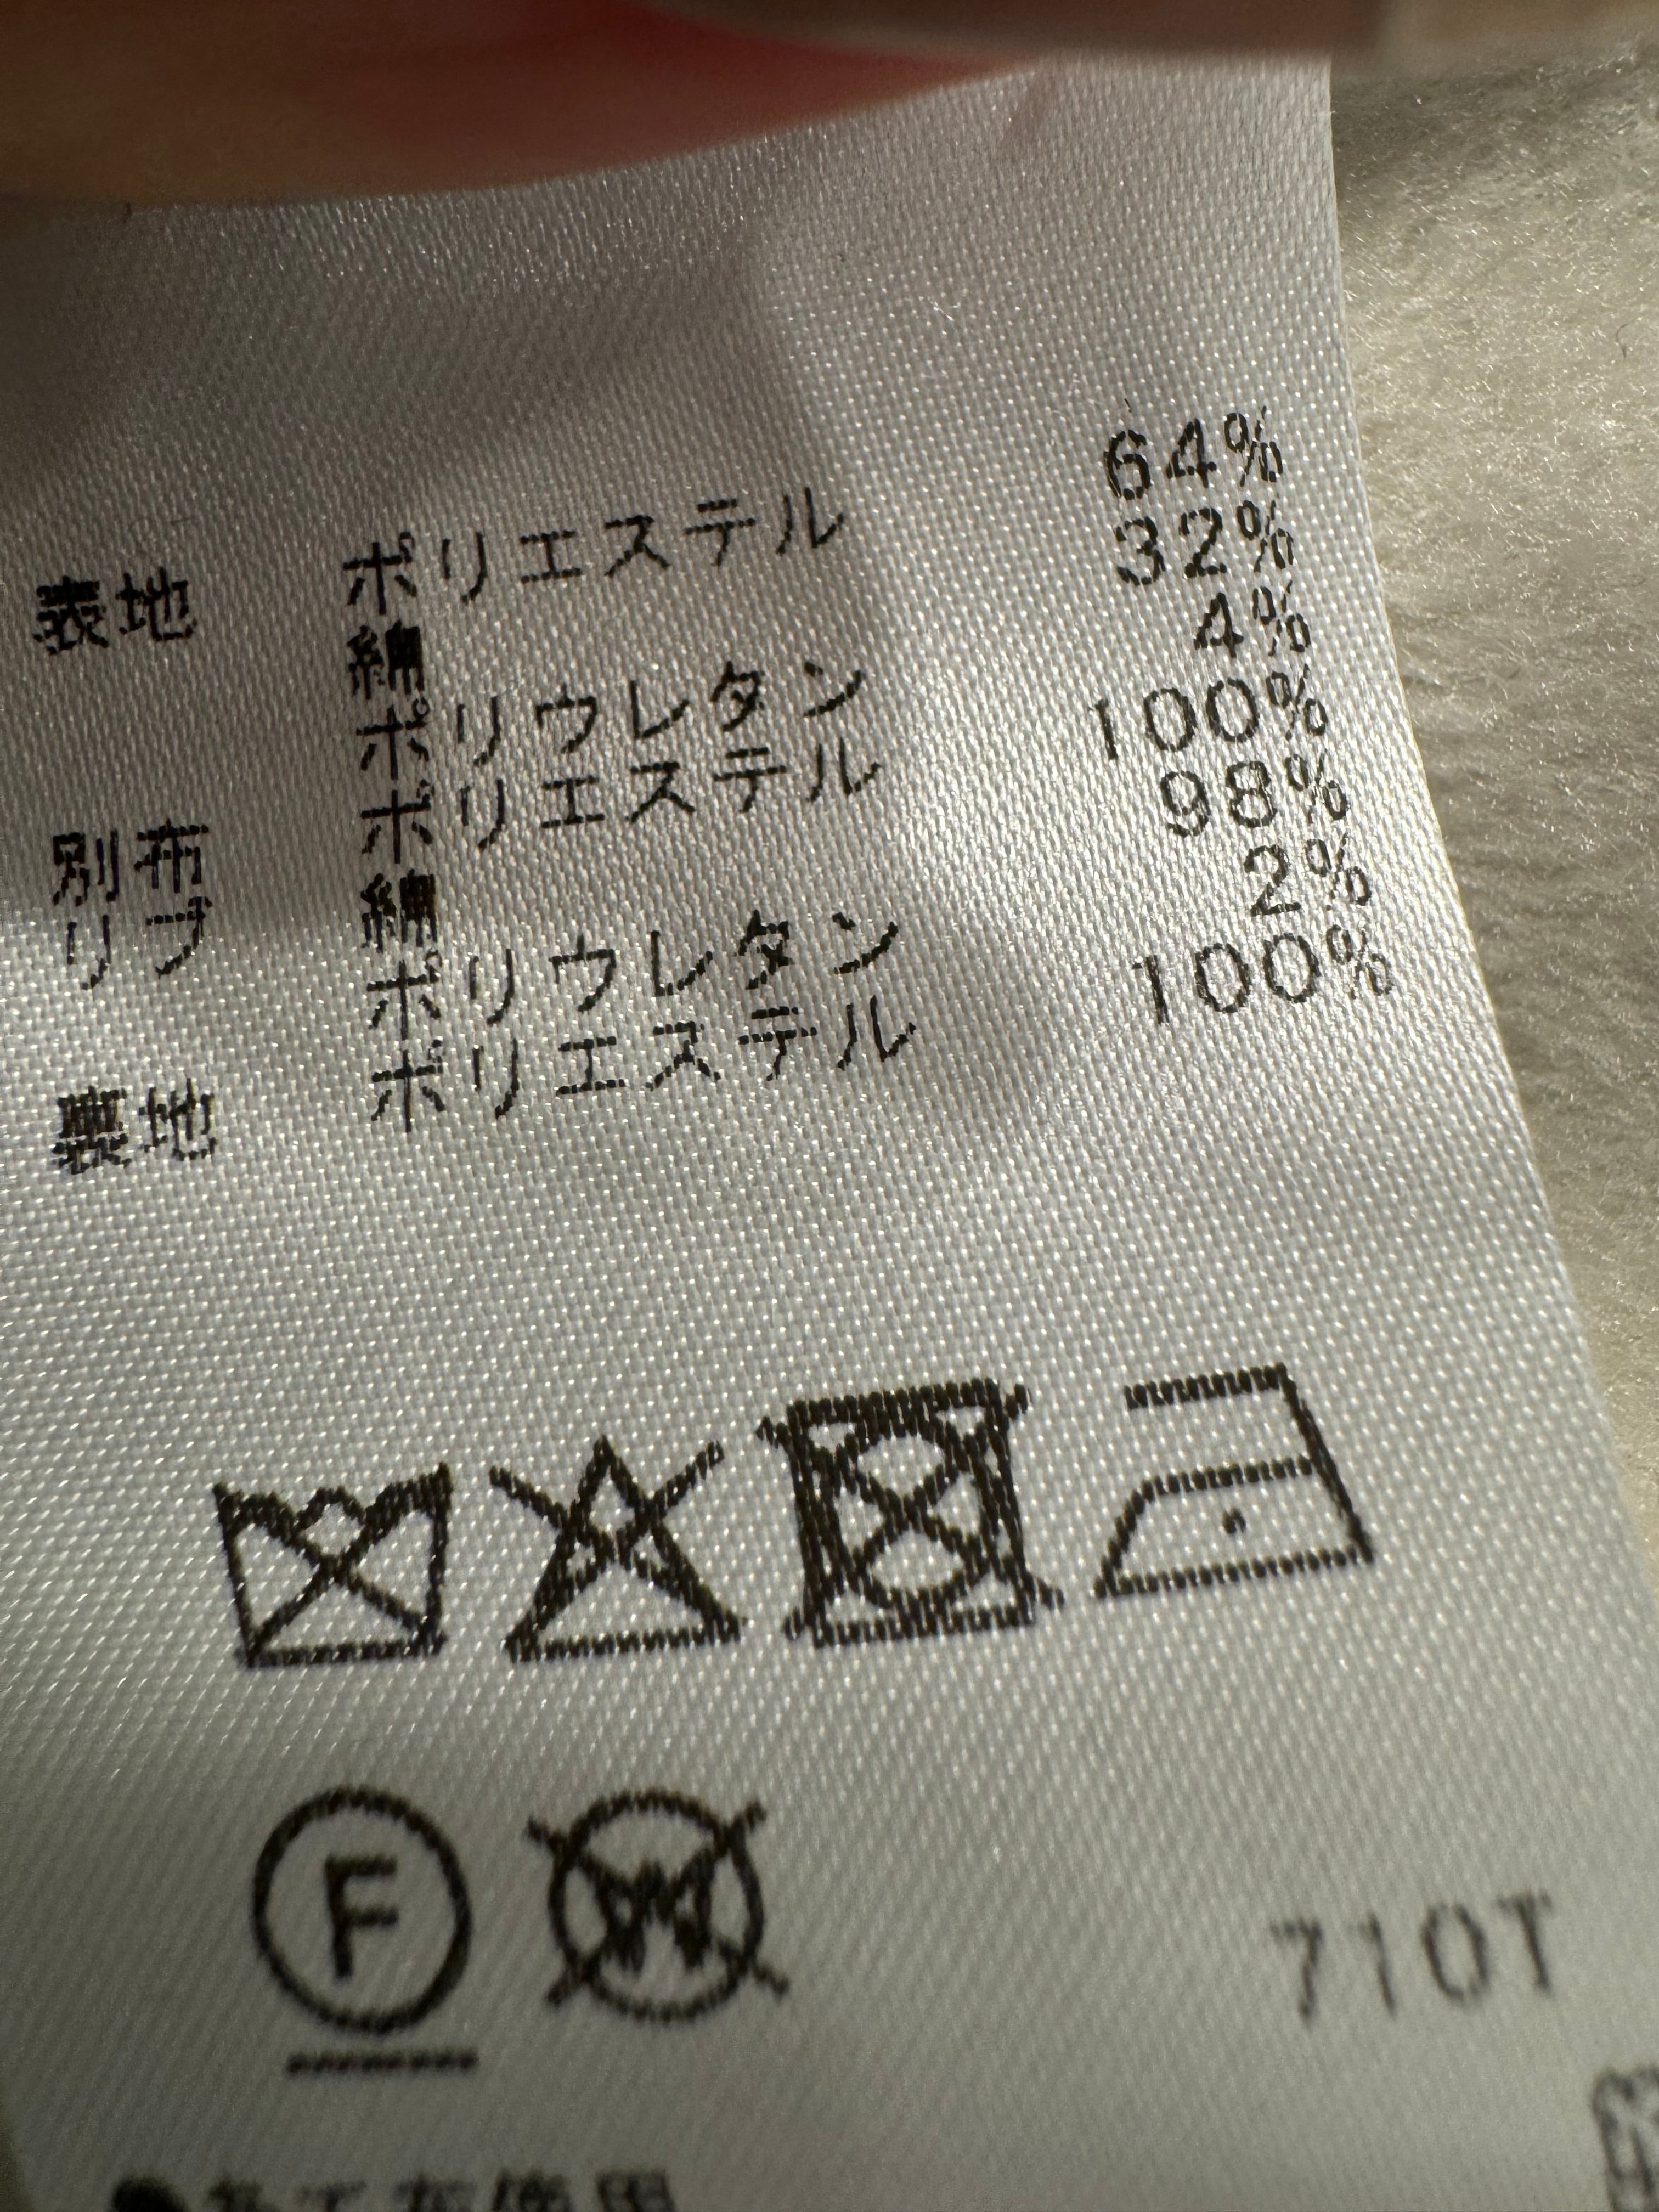 表地 ポリエステル 64%
綿 32%
ポリウレタン 4%
別布 ポリエステル 100%
リブ 綿 98%
ポリウレタン 2%
裏地 ポリエステル 100%
F W
710T